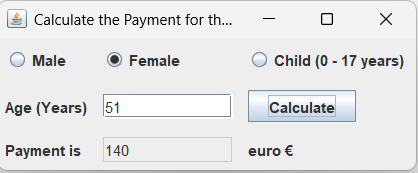 Calculate the Payment for th...
Male Female Child (0 - 17 years)
Age (Years) 51 Calculate
Payment is 140 euro €